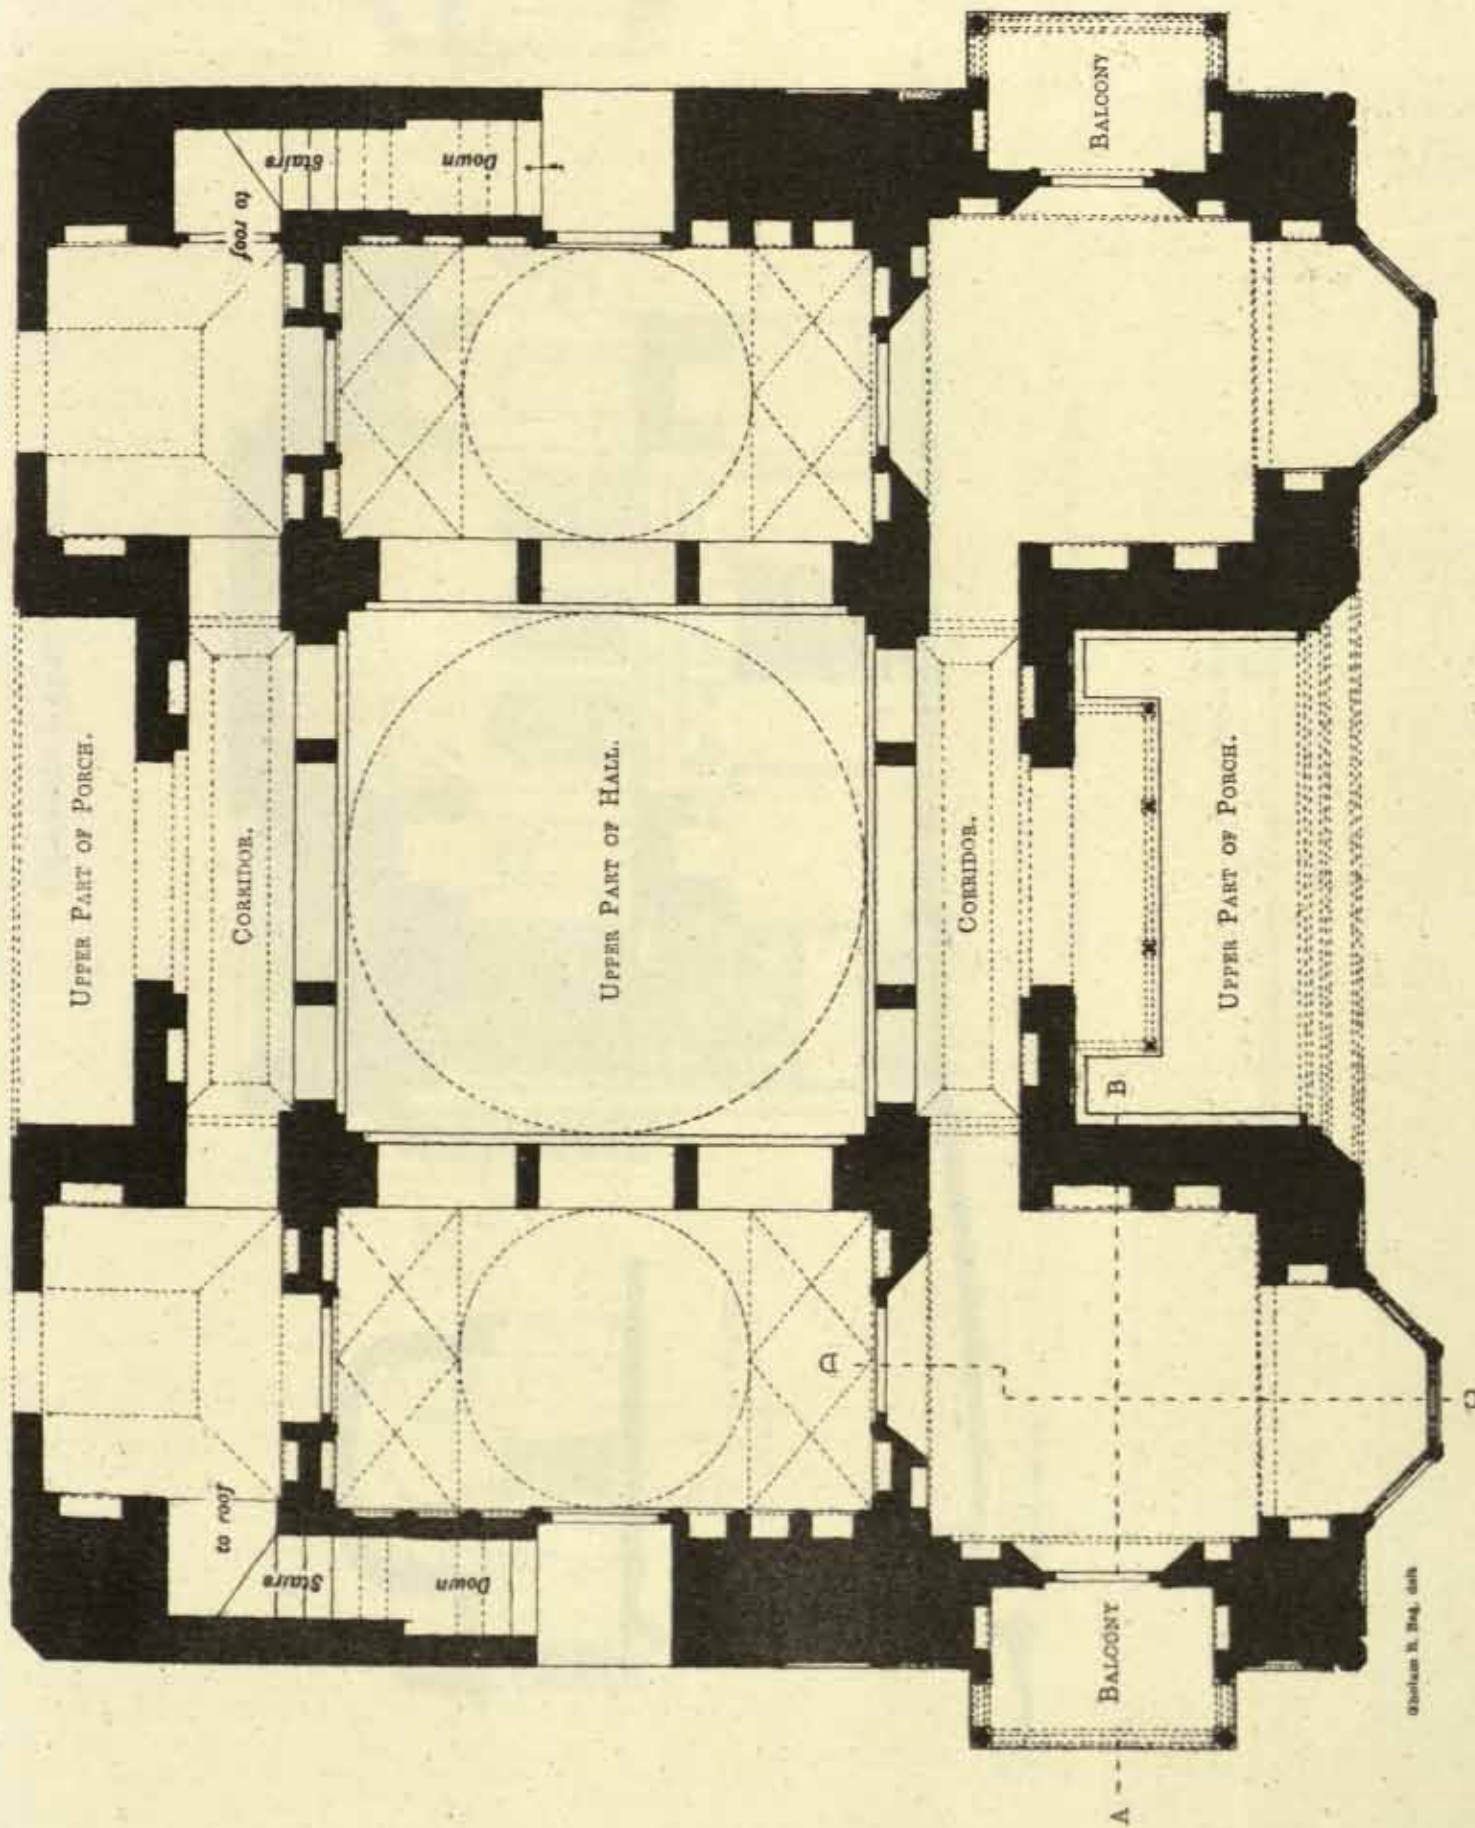 UPPER PART OF PORCH.
CORRIDOR.
UPPER PART OF HALL.
CORRIDOR.
UPPER PART OF PORCH.
BALCONY
BALCONY
to roof
Stairs
Down
to roof
Stairs
Down
A
B
C
D